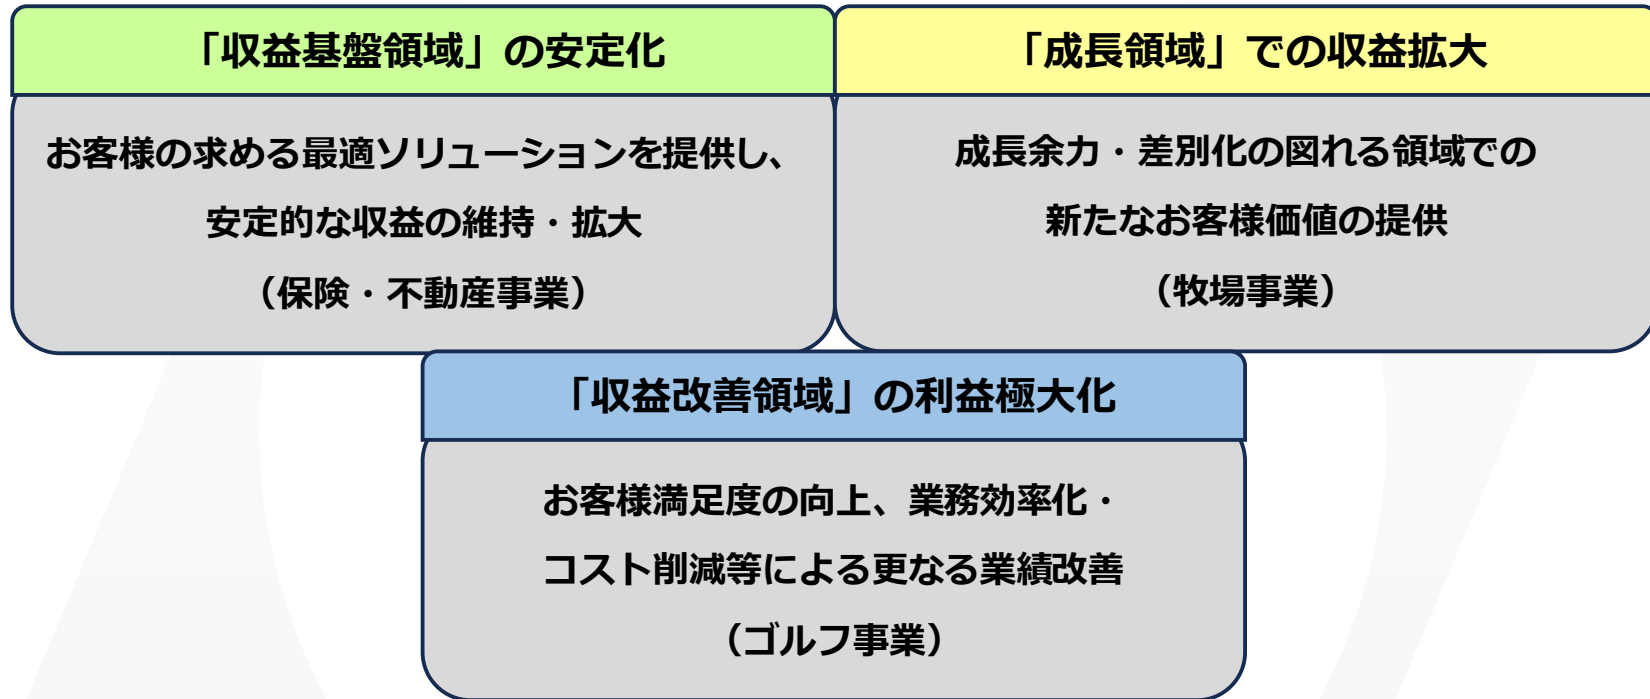 「収益基盤領域」の安定化
お客様の求める最適ソリューションを提供し、
安定的な収益の維持・拡大
（保険・不動産事業）
「成長領域」での収益拡大
成長余力・差別化の図れる領域での
新たなお客様価値の提供
（牧場事業）
「収益改善領域」の利益極大化
お客様満足度の向上、業務効率化・
コスト削減等による更なる業績改善
（ゴルフ事業）